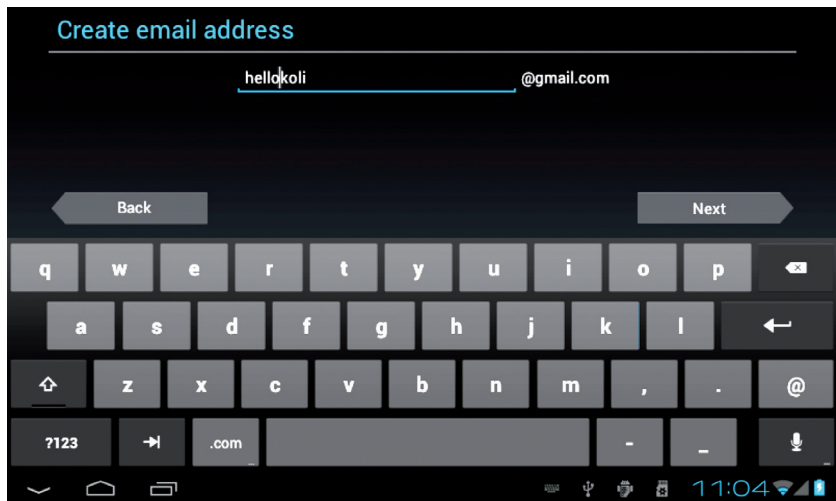 Create email address
hellokoli @gmail.com
Back Next
q w e r t y u i o p
a s d f g h j k l
z x c v b n m , . @
?123 .com - _
11:04